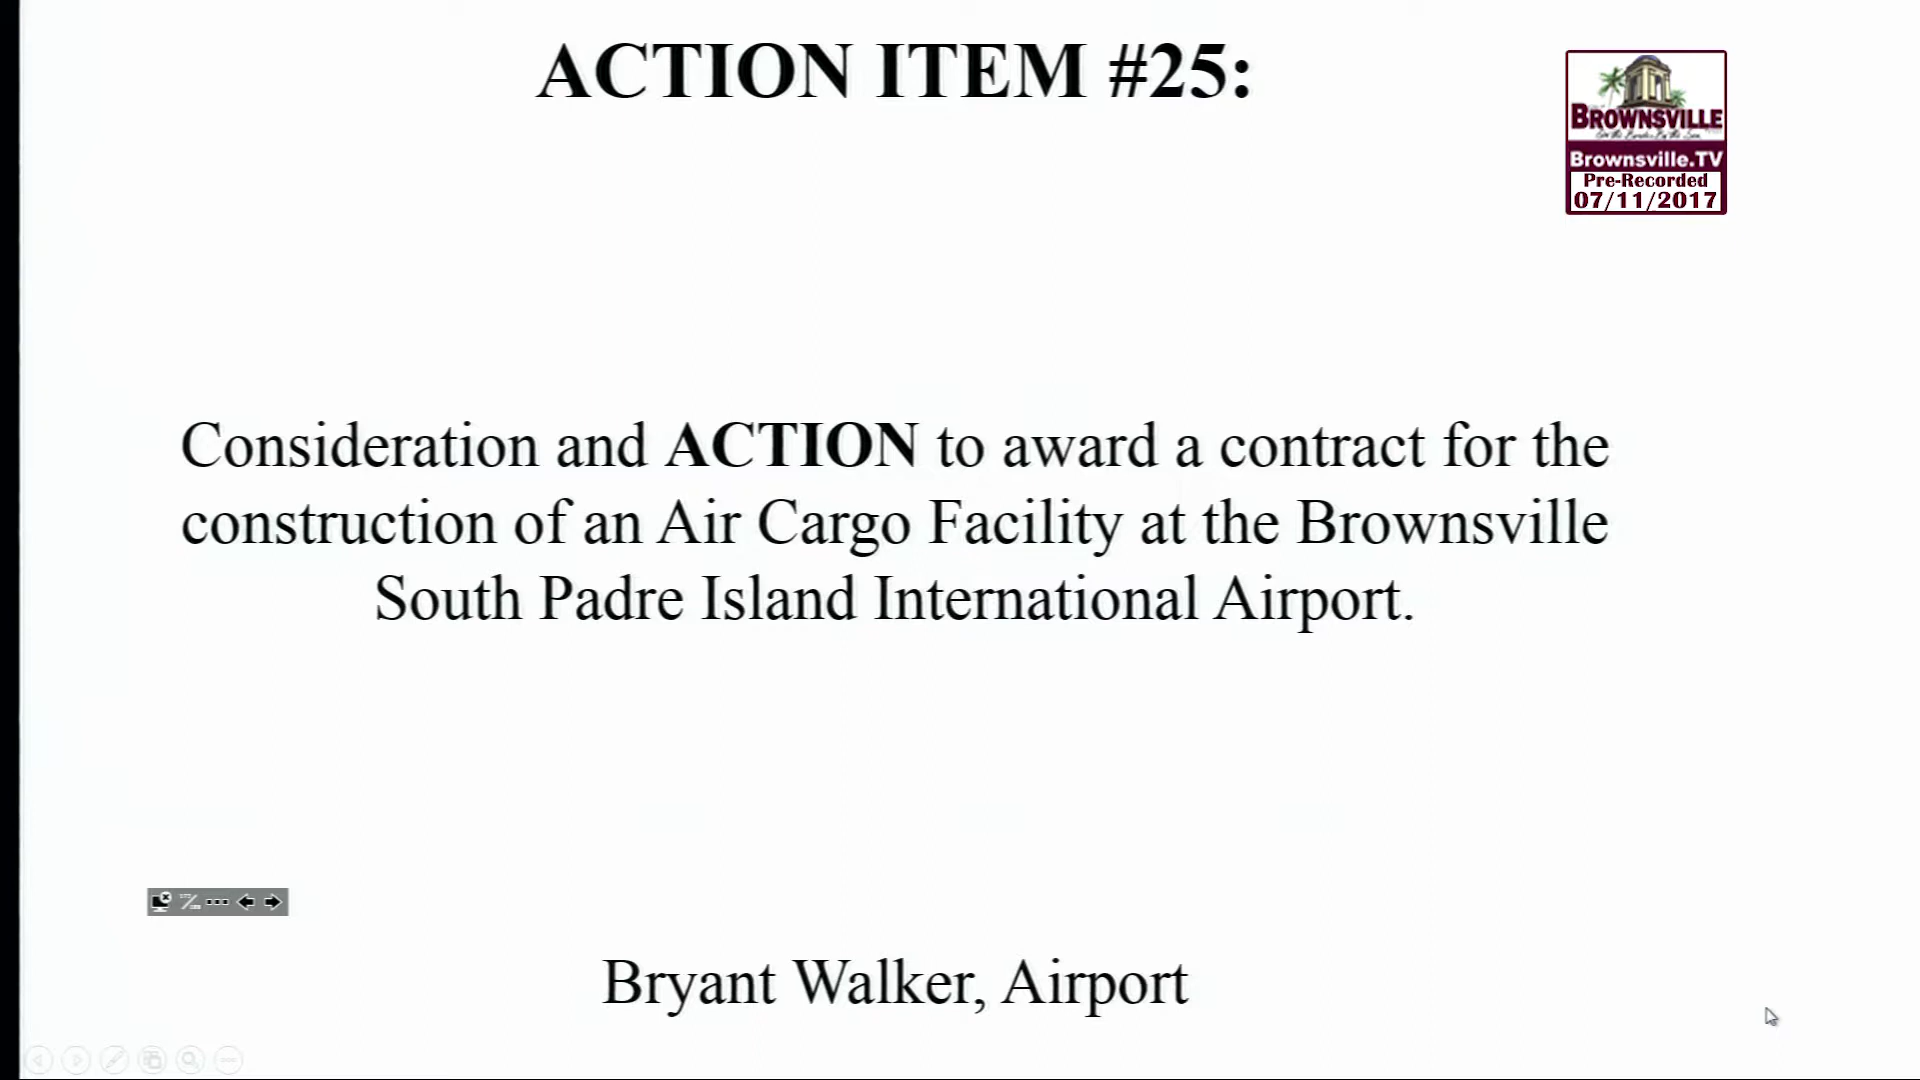 ACTION ITEM #25:
BROWNSVILLE
Brownsville.TV
Pre-Recorded
07/11/2017
Consideration and ACTION to award a contract for the
construction of an Air Cargo Facility at the Brownsville
South Padre Island International Airport.
Bryant Walker, Airport